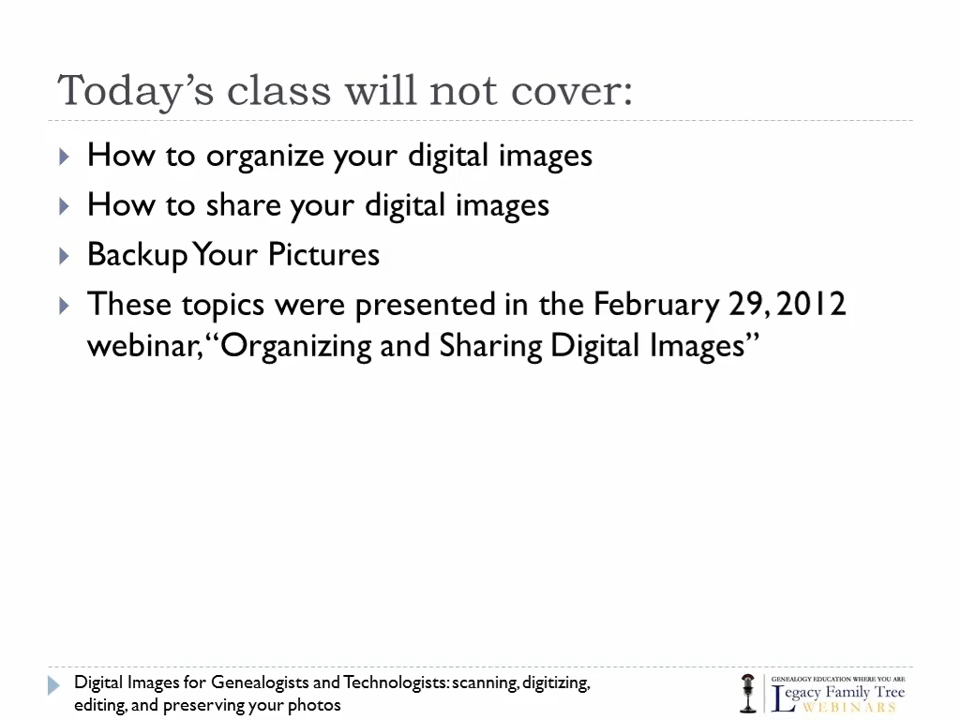 Today's class will not cover:
How to organize your digital images
How to share your digital images
Backup Your Pictures
These topics were presented in the February 29, 2012
webinar, “Organizing and Sharing Digital Images”
Digital Images for Genealogists and Technologists: scanning, digitizing,
editing, and preserving your photos
GENEALOGY EDUCATION WHERE YOU ARE
Legacy Family Tree
WEBINARS